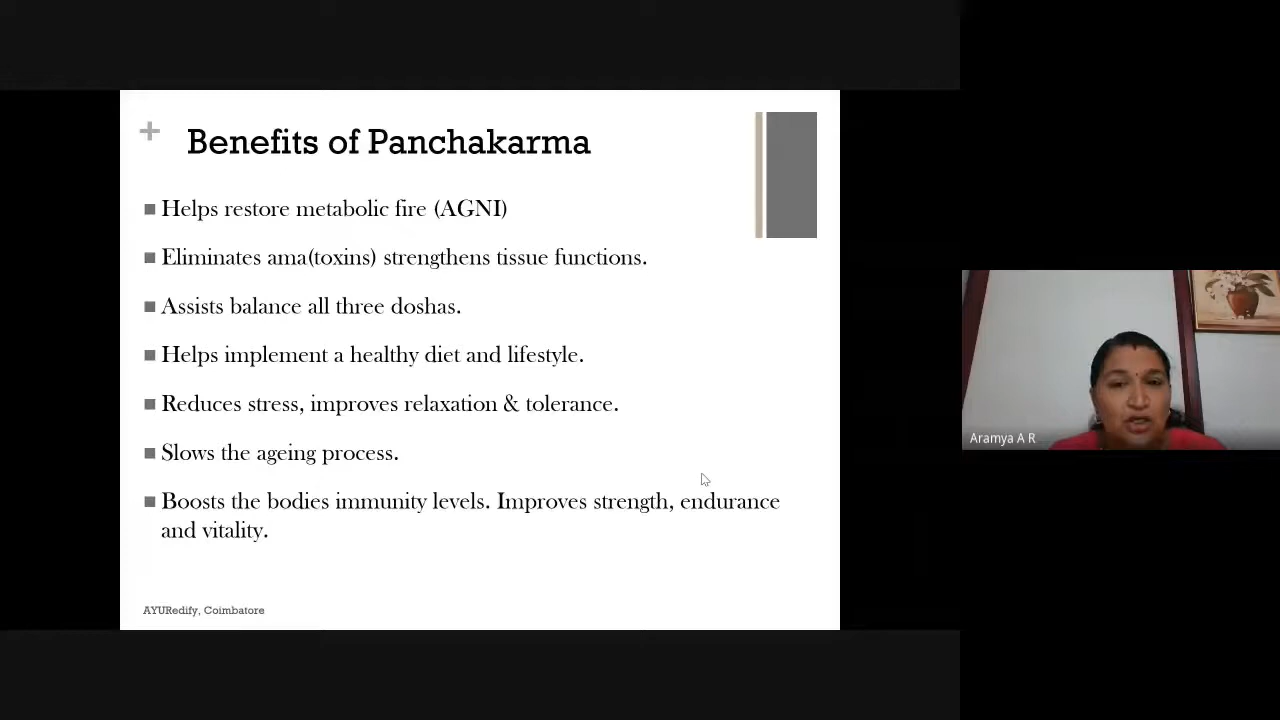 Benefits of Panchakarma
Helps restore metabolic fire (AGNI)
Eliminates ama(toxins) strengthens tissue functions.
Assists balance all three doshas.
Helps implement a healthy diet and lifestyle.
Reduces stress, improves relaxation & tolerance.
Slows the ageing process.
Boosts the bodies immunity levels. Improves strength, endurance
and vitality.
AYURedify, Coimbatore
Aramya A R